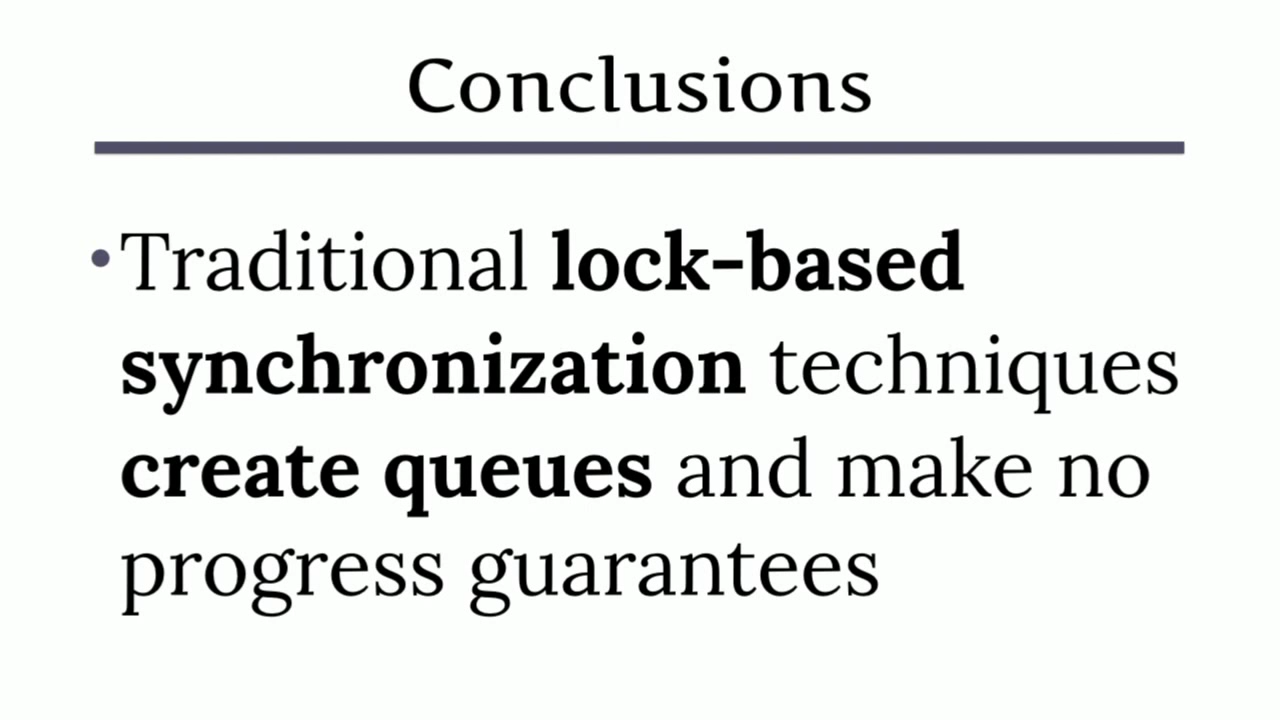 Conclusions
•Traditional lock-based
synchronization techniques
create queues and make no
progress guarantees